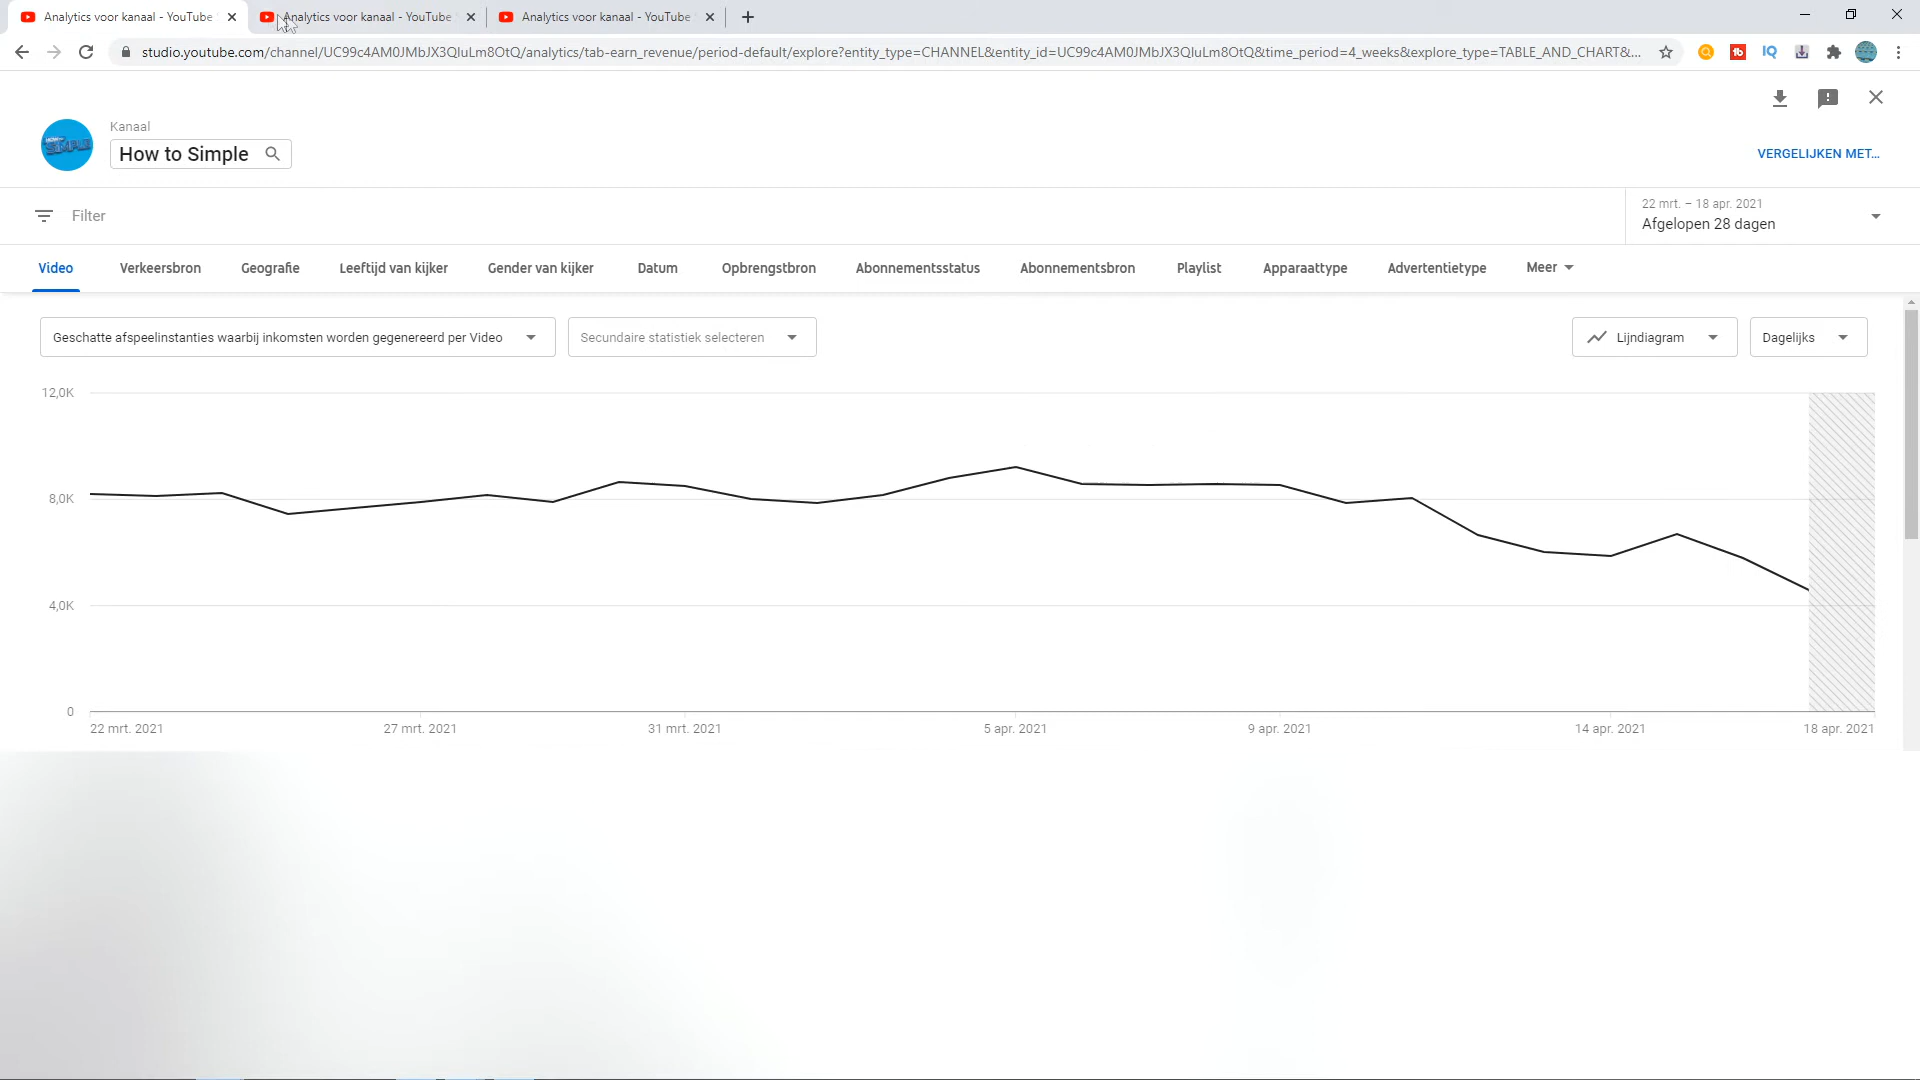 Analytics voor kanaal - YouTube
Analytics voor kanaal - YouTube
Analytics voor kanaal - YouTube
studio.youtube.com/channel/UC99c4AM0JMbJX3QIuLm8OtQ/analytics/tab-earn_revenue/period-default/explore?entity_type=CHANNEL&entity_id=UC99c4AM0JMbJX3QIuLm8OtQ&time_period=4_weeks&explore_type=TABLE_AND_CHART&...
Kanaal
How to Simple
VERGELIJKEN MET...
Filter
22 mrt. – 18 apr. 2021
Afgelopen 28 dagen
Video Verkeersbron Geografie Leeftijd van kijker Gender van kijker Datum Opbrengstbron Abonnementsstatus Abonnementsbron Playlist Apparaattype Advertentietype Meer
Geschatte afspeelinstanties waarbij inkomsten worden gegenereerd per Video Secundaire statistiek selecteren Lijndiagram Dagelijks
12,0K
8,0K
4,0K
0
22 mrt. 2021 27 mrt. 2021 31 mrt. 2021 5 apr. 2021 9 apr. 2021 14 apr. 2021 18 apr. 2021